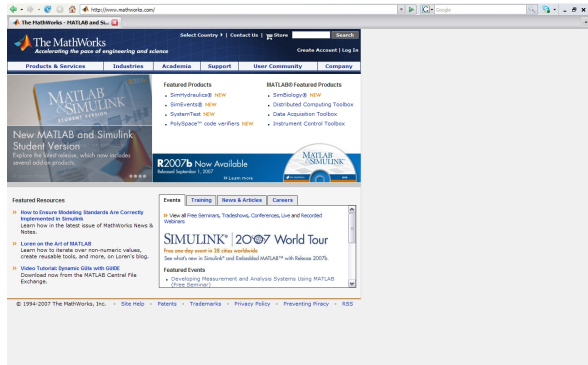 http://www.mathworks.com/
Google
The MathWorks - MATLAB and Si...
Select Country | Contact Us | Store Search
The MathWorks
Accelerating the pace of engineering and science
Create Account | Log In
Products & Services Industries Academia Support User Community Company
MATLAB
& SIMULINK
STUDENT VERSION
New MATLAB and Simulink
Student Version
Explore the latest release, which now includes
several add-on products.
Featured Products
SimHydraulics® NEW
SimEvents® NEW
SystemTest NEW
PolySpace™ code verifiers NEW
MATLAB® Featured Products
SimBiology® NEW
Distributed Computing Toolbox
Data Acquisition Toolbox
Instrument Control Toolbox
R2007b Now Available
Released September 1, 2007
» Learn more
MATLAB
&SIMULINK
Featured Resources
» How to Ensure Modeling Standards Are Correctly
Implemented in Simulink
Learn how in the latest issue of MathWorks News &
Notes.
» Loren on the Art of MATLAB
Learn how to iterate over non-numeric values,
create reusable tools, and more, on Loren's blog.
» Video Tutorial: Dynamic GUIs with GUIDE
Download now from the MATLAB Central File
Exchange.
Events Training News & Articles Careers
» View all Free Seminars, Tradeshows, Conferences, Live and Recorded
Webinars
SIMULINK® | 2007 World Tour
Free one day event in 28 cities worldwide
See what's new in Simulink® and Embedded MATLAB™ with Release 2007b.
Featured Events
Developing Measurement and Analysis Systems Using MATLAB
(Free Seminar)
© 1994-2007 The MathWorks, Inc. - Site Help - Patents - Trademarks - Privacy Policy - Preventing Piracy - RSS